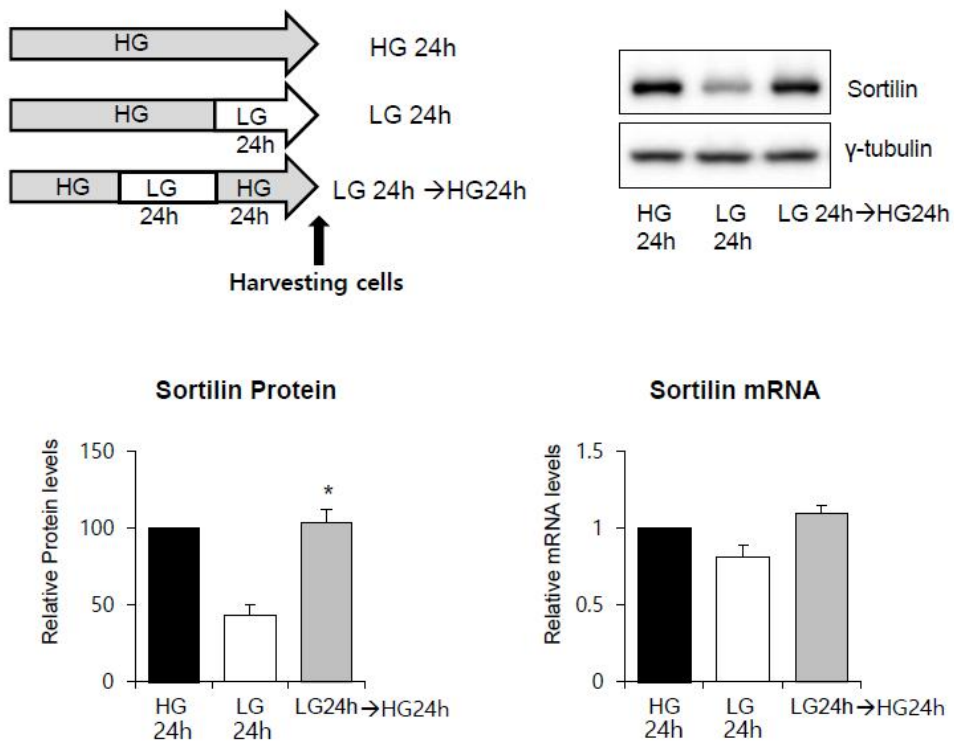 HG
HG 24h
HG
LG
LG 24h
24h
HG
LG
HG
LG 24h →HG24h
24h
24h
Harvesting cells
Sortilin
γ-tubulin
HG
24h
LG
24h
LG 24h→HG24h
Sortilin Protein
Relative Protein levels
150
100
50
0
*
HG
24h
LG
24h
LG24h→HG24h
Sortilin mRNA
Relative mRNA levels
1.5
1
0.5
0
HG
24h
LG
24h
LG24h→HG24h